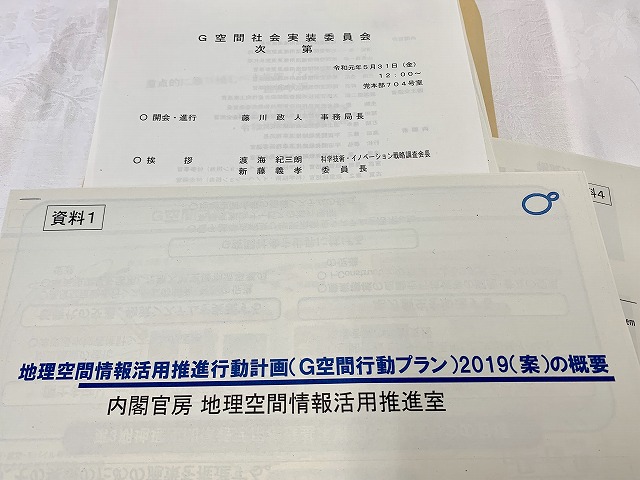 G空間社会実装委員会
次 第
令和元年5月31日(金)
12:00~
党本部704号室
○開会・進行 藤川政人 事務局長
○挨 拶 渡海紀三朗 科学技術・イノベーション戦略調査会長
新藤義孝 委員長
資料1
料4
地理空間情報活用推進行動計画(G空間行動プラン)2019(案)の概要
内閣官房 地理空間情報活用推進室